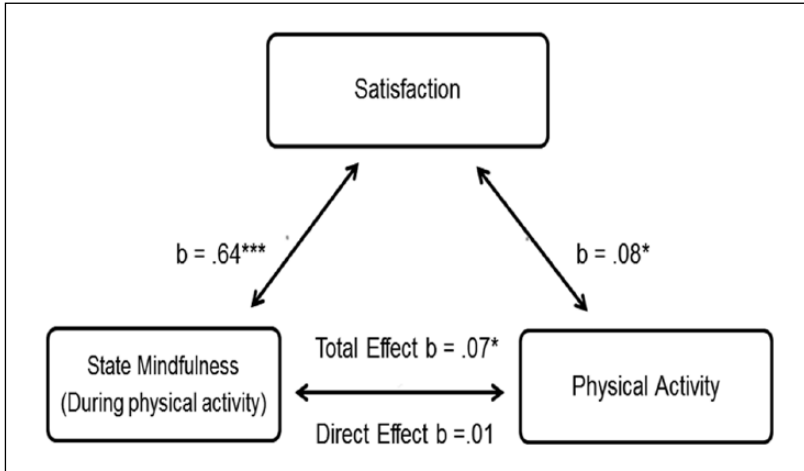 Satisfaction
b = .64***
b = .08*
Total Effect b = .07*
State Mindfulness
(During physical activity)
Physical Activity
Direct Effect b =.01